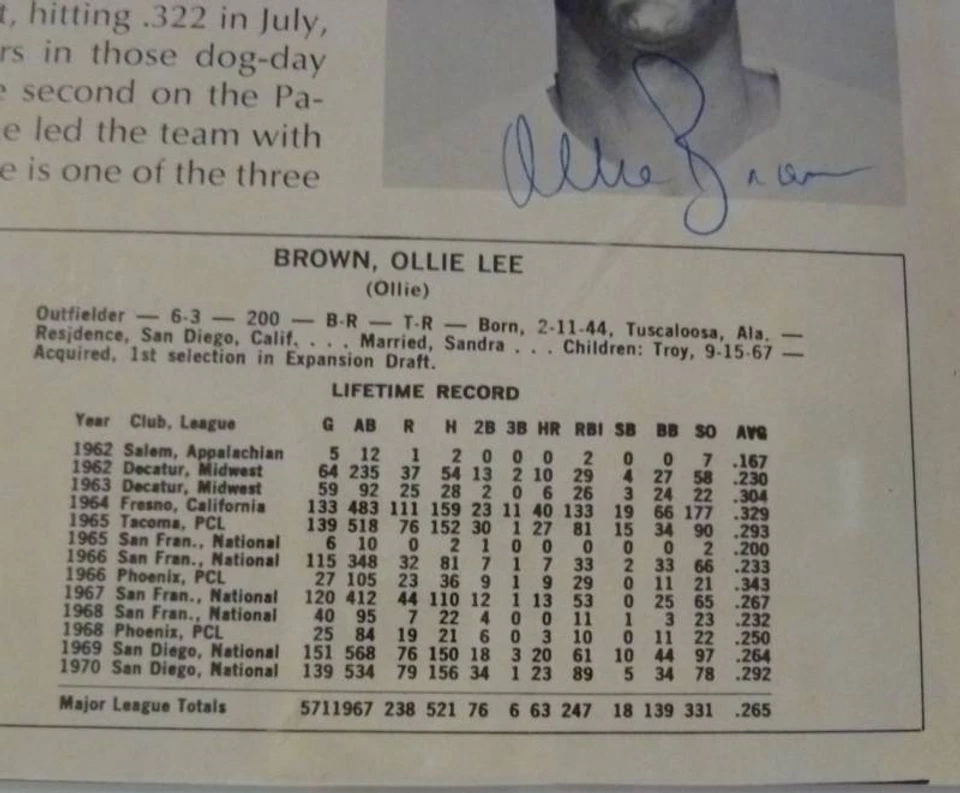 t, hitting .322 in July,
rs in those dog-day
e second on the Pa-
e led the team with
e is one of the three
Ollie Brown
BROWN, OLLIE LEE
(Ollie)
Outfielder — 6-3 — 200 — B-R — T-R — Born, 2-11-44, Tuscaloosa, Ala. —
Residence, San Diego, Calif. . . . Married, Sandra . . . Children: Troy, 9-15-67 —
Acquired, 1st selection in Expansion Draft.
LIFETIME RECORD
Year Club, League G AB R H 2B 3B HR RBI SB BB SO AVG
1962 Salem, Appalachian 5 12 1 2 0 0 0 2 0 0 7 .167
1962 Decatur, Midwest 64 235 37 54 13 2 10 29 4 27 58 .230
1963 Decatur, Midwest 59 92 25 28 2 0 6 26 3 24 22 .304
1964 Fresno, California 133 483 111 159 23 11 40 133 19 66 177 .329
1965 Tacoma, PCL 139 518 76 152 30 1 27 81 15 34 90 .293
1965 San Fran., National 6 10 0 2 1 0 0 0 0 0 2 .200
1966 San Fran., National 115 348 32 81 7 1 7 33 2 33 66 .233
1966 Phoenix, PCL 27 105 23 36 9 1 9 29 0 11 21 .343
1967 San Fran., National 120 412 44 110 12 1 13 53 0 25 65 .267
1968 San Fran., National 40 95 7 22 4 0 0 11 1 3 23 .232
1968 Phoenix, PCL 25 84 19 21 6 0 3 10 0 11 22 .250
1969 San Diego, National 151 568 76 150 18 3 20 61 10 44 97 .264
1970 San Diego, National 139 534 79 156 34 1 23 89 5 34 78 .292
Major League Totals 5711967 238 521 76 6 63 247 18 139 331 .265